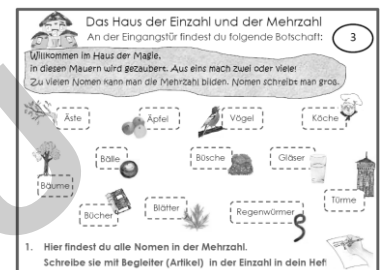 Das Haus der Einzahl und der Mehrzahl
An der Eingangstür findest du folgende Botschaft:
3
Willkommen im Haus der Magie,
in diesen Mauern wird gezaubert. Aus eins mach zwei oder viele!
Zu vielen Nomen kann man die Mehrzahl bilden. Nomen schreibt man groß.
Äste
Äpfel
Vögel
Köche
Bälle
Büsche
Gläser
Bäume
Türme
Bücher
Blätter
Regenwürmer
1. Hier findest du alle Nomen in der Mehrzahl.
Schreibe sie mit Begleiter (Artikel) in der Einzahl in dein Heft